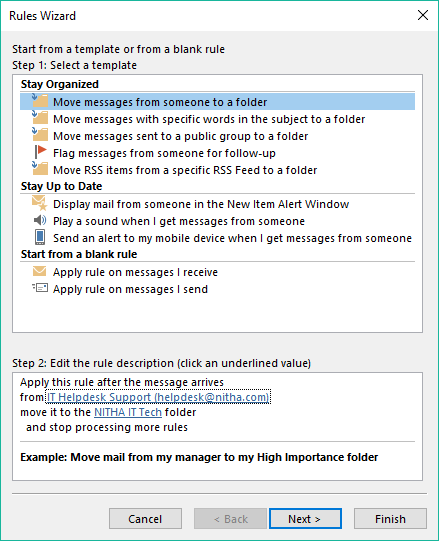 Rules Wizard
Start from a template or from a blank rule
Step 1: Select a template
Stay Organized
Move messages from someone to a folder
Move messages with specific words in the subject to a folder
Move messages sent to a public group to a folder
Flag messages from someone for follow-up
Move RSS items from a specific RSS Feed to a folder
Stay Up to Date
Display mail from someone in the New Item Alert Window
Play a sound when I get messages from someone
Send an alert to my mobile device when I get messages from someone
Start from a blank rule
Apply rule on messages I receive
Apply rule on messages I send
Step 2: Edit the rule description (click an underlined value)
Apply this rule after the message arrives
from IT Helpdesk Support (helpdesk@nitha.com)
move it to the NITHA IT Tech folder
and stop processing more rules
Example: Move mail from my manager to my High Importance folder
Cancel < Back Next > Finish